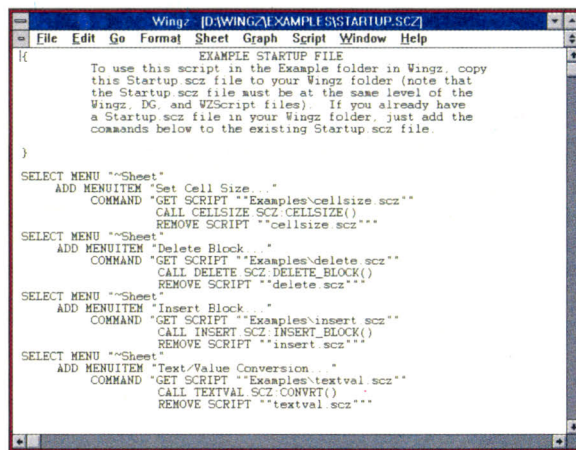 Wingz - [D:\WINGZ\EXAMPLES\STARTUP.SCZ]
File Edit Go Format Sheet Graph Script Window Help
{ EXAMPLE STARTUP FILE
To use this script in the Example folder in Wingz, copy
this Startup.scz file to your Wingz folder (note that
the Startup.scz file must be at the same level of the
Wingz, DG, and WZScript files). If you already have
a Startup.scz file in your Wingz folder, just add the
commands below to the existing Startup.scz file.
}
SELECT MENU "~Sheet"
ADD MENUITEM "Set Cell Size..."
COMMAND "GET SCRIPT ""Examples\cellsize.scz""
CALL CELLSIZE.SCZ:CELLSIZE()
REMOVE SCRIPT ""cellsize.scz"""
SELECT MENU "~Sheet"
ADD MENUITEM "Delete Block..."
COMMAND "GET SCRIPT ""Examples\delete.scz""
CALL DELETE.SCZ:DELETE_BLOCK()
REMOVE SCRIPT ""delete.scz"""
SELECT MENU "~Sheet"
ADD MENUITEM "Insert Block..."
COMMAND "GET SCRIPT ""Examples\insert.scz""
CALL INSERT.SCZ:INSERT_BLOCK()
REMOVE SCRIPT ""insert.scz"""
SELECT MENU "~Sheet"
ADD MENUITEM "Text/Value Conversion..."
COMMAND "GET SCRIPT ""Examples\textval.scz""
CALL TEXTVAL.SCZ:CONVRT()
REMOVE SCRIPT ""textval.scz"""